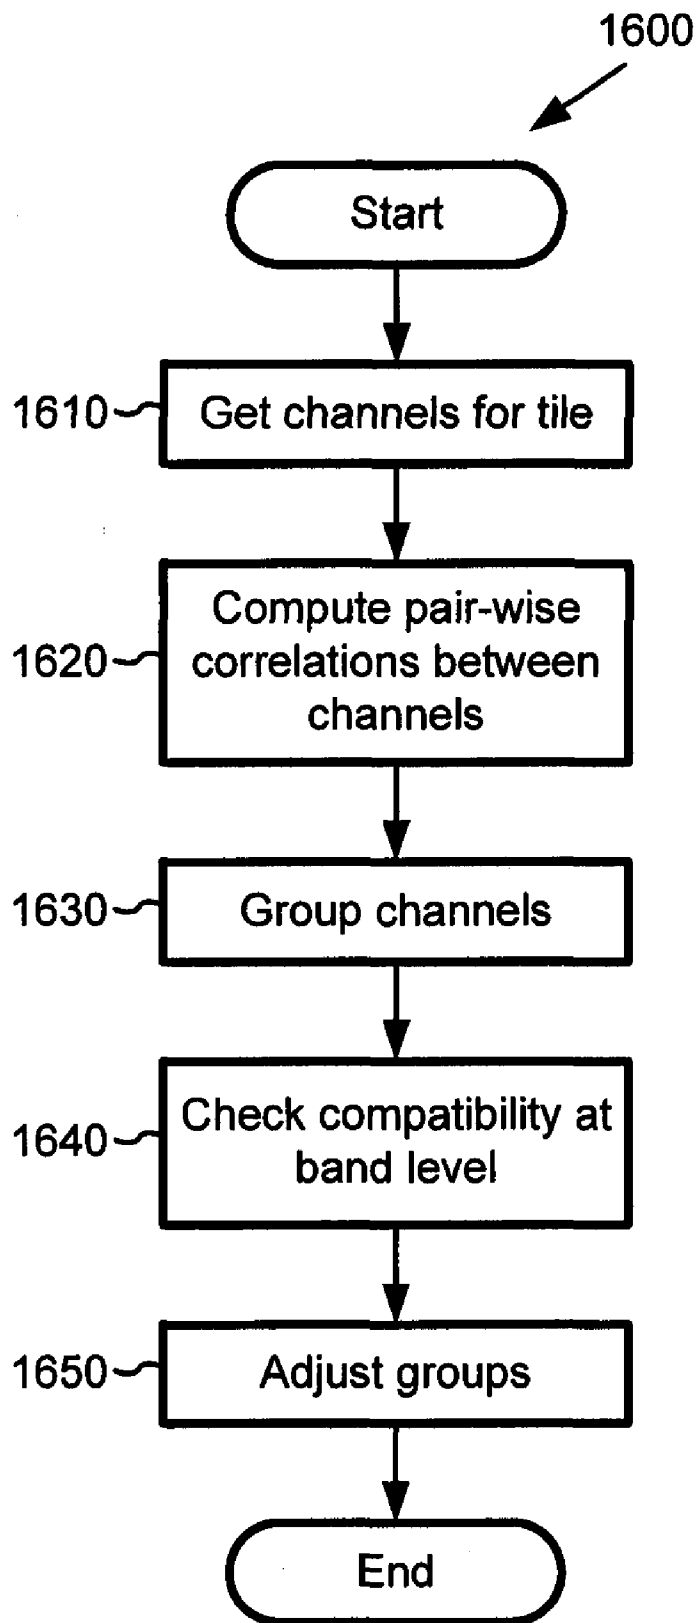 1600
Start
1610
Get channels for tile
1620
Compute pair-wise
correlations between
channels
1630
Group channels
1640
Check compatibility at
band level
1650
Adjust groups
End